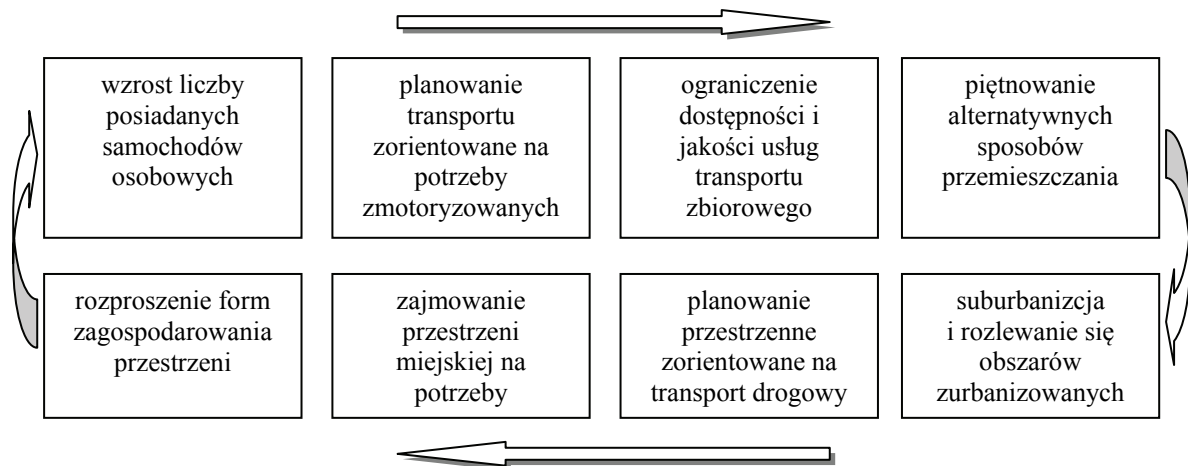 wzrost liczby
posiadanych
samochodów
osobowych
planowanie
transportu
zorientowane na
potrzeby
zmotoryzowanych
ograniczenie
dostępności i
jakości usług
transportu
zbiorowego
piętnowanie
alternatywnych
sposobów
przemieszczania
rozproszenie form
zagospodarowania
przestrzeni
zajmowanie
przestrzeni
miejskiej na
potrzeby
planowanie
przestrzenne
zorientowane na
transport drogowy
suburbanizcja
i rozlewanie się
obszarów
zurbanizowanych